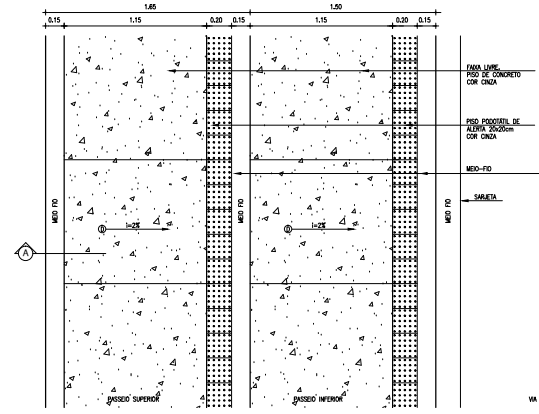 1.65
1.50
0.15
1.15
0.20
0.15
1.15
0.20
0.15
FAIXA LIVRE.
PISO DE CONCRETO
COR CINZA
PISO PODOTÁTIL DE
ALERTA 20x20cm
COR CINZA
MEIO-FIO
SARJETA
MEIO FIO
MEIO FIO
MEIO FIO
i=2%
i=2%
A
PASSEIO SUPERIOR
PASSEIO INFERIOR
VIA